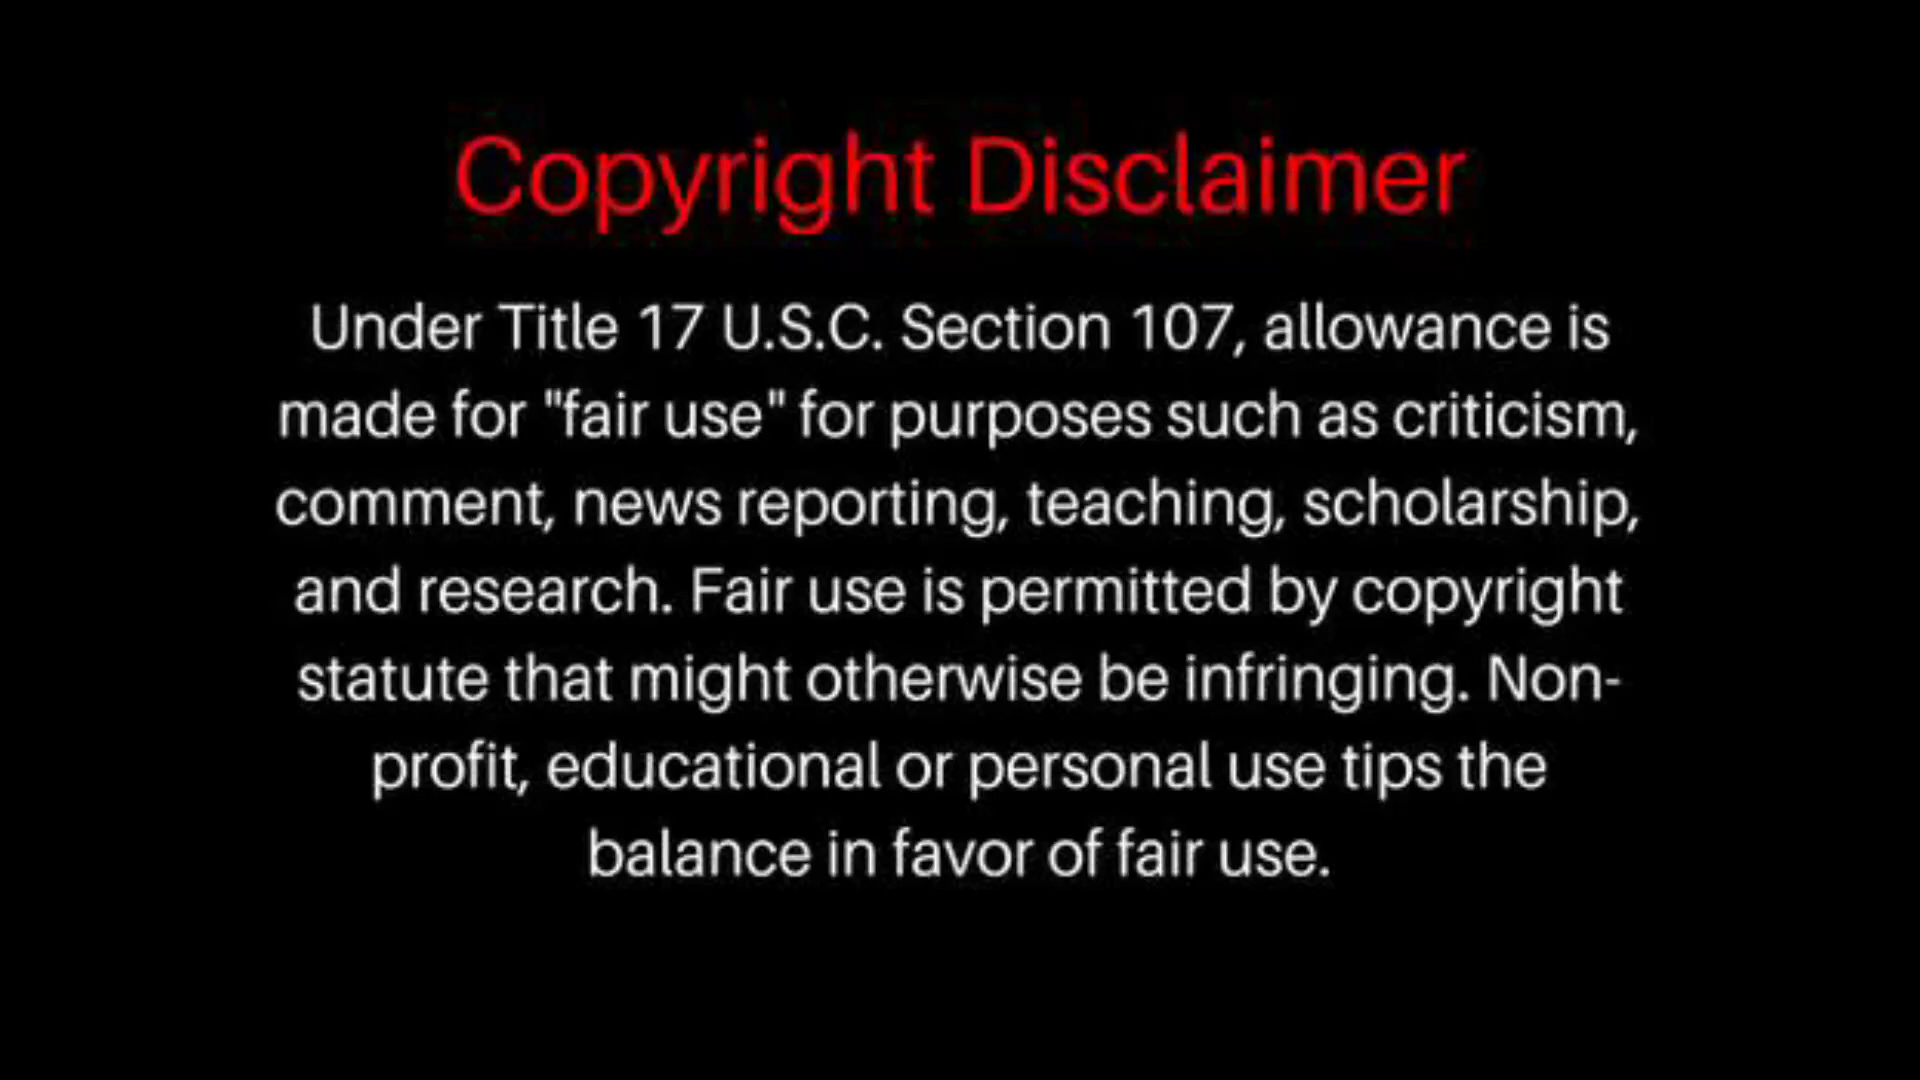 Copyright Disclaimer
Under Title 17 U.S.C. Section 107, allowance is
made for "fair use" for purposes such as criticism,
comment, news reporting, teaching, scholarship,
and research. Fair use is permitted by copyright
statute that might otherwise be infringing. Non-
profit, educational or personal use tips the
balance in favor of fair use.